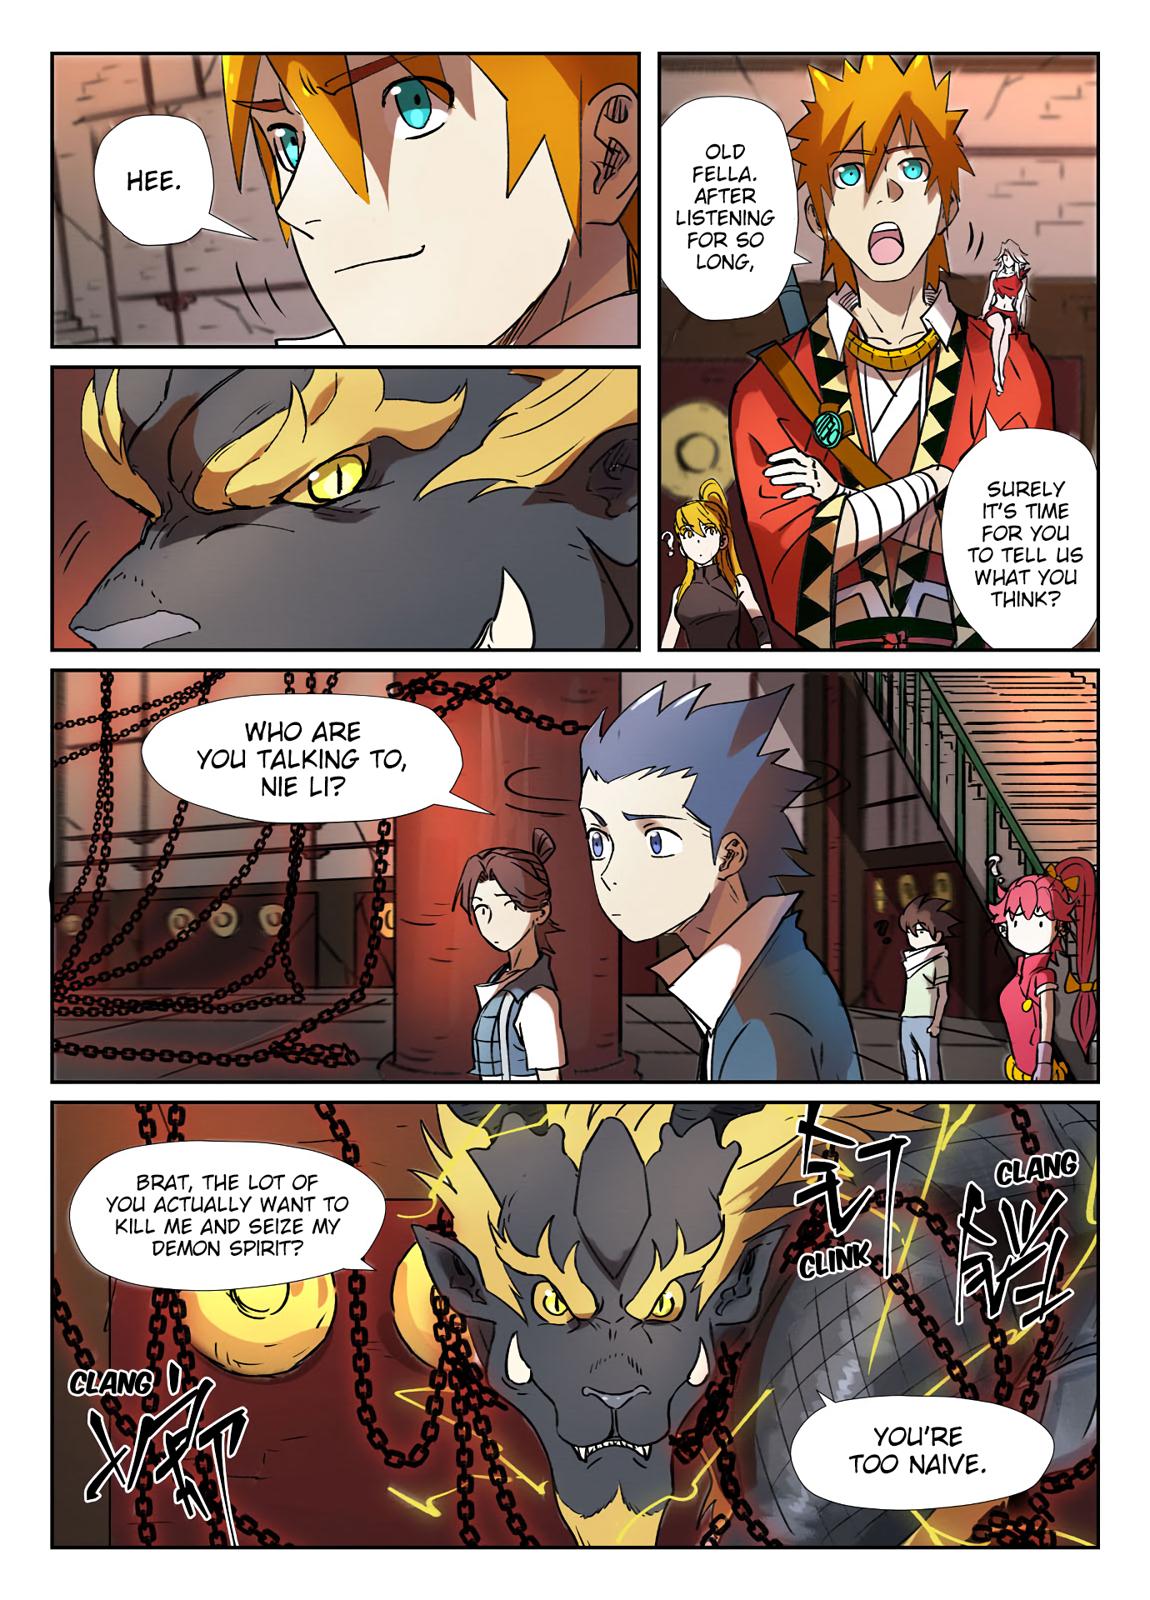 HEE.
OLD
FELLA.
AFTER
LISTENING
FOR SO
LONG,
SURELY
IT'S TIME
FOR YOU
TO TELL US
WHAT YOU
THINK?
?
WHO ARE
YOU TALKING TO,
NIE LI?
?
?
BRAT, THE LOT OF
YOU ACTUALLY WANT TO
KILL ME AND SEIZE MY
DEMON SPIRIT?
CLINK
CLANG
CLANG
YOU'RE
TOO NAIVE.